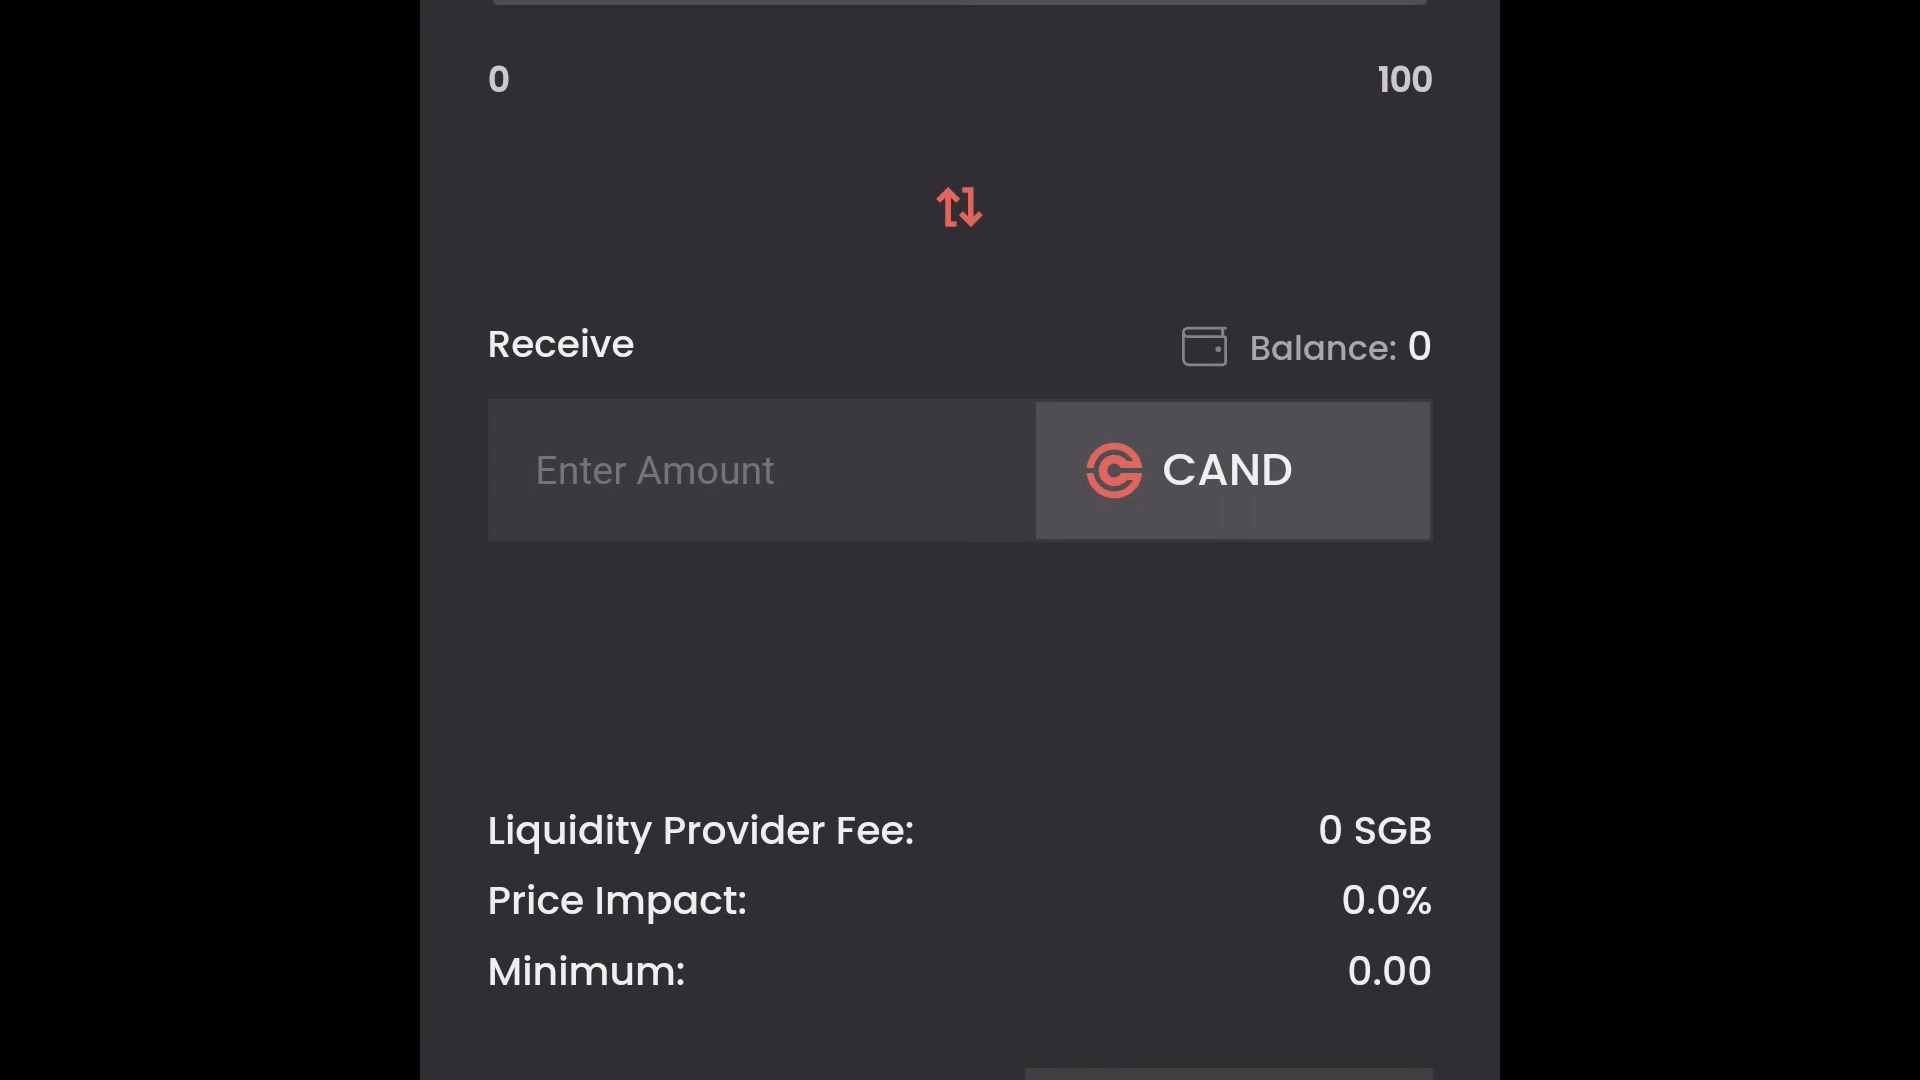 0 100
Receive Balance: 0
Enter Amount CAND
Liquidity Provider Fee: 0 SGB
Price Impact: 0.0%
Minimum: 0.00